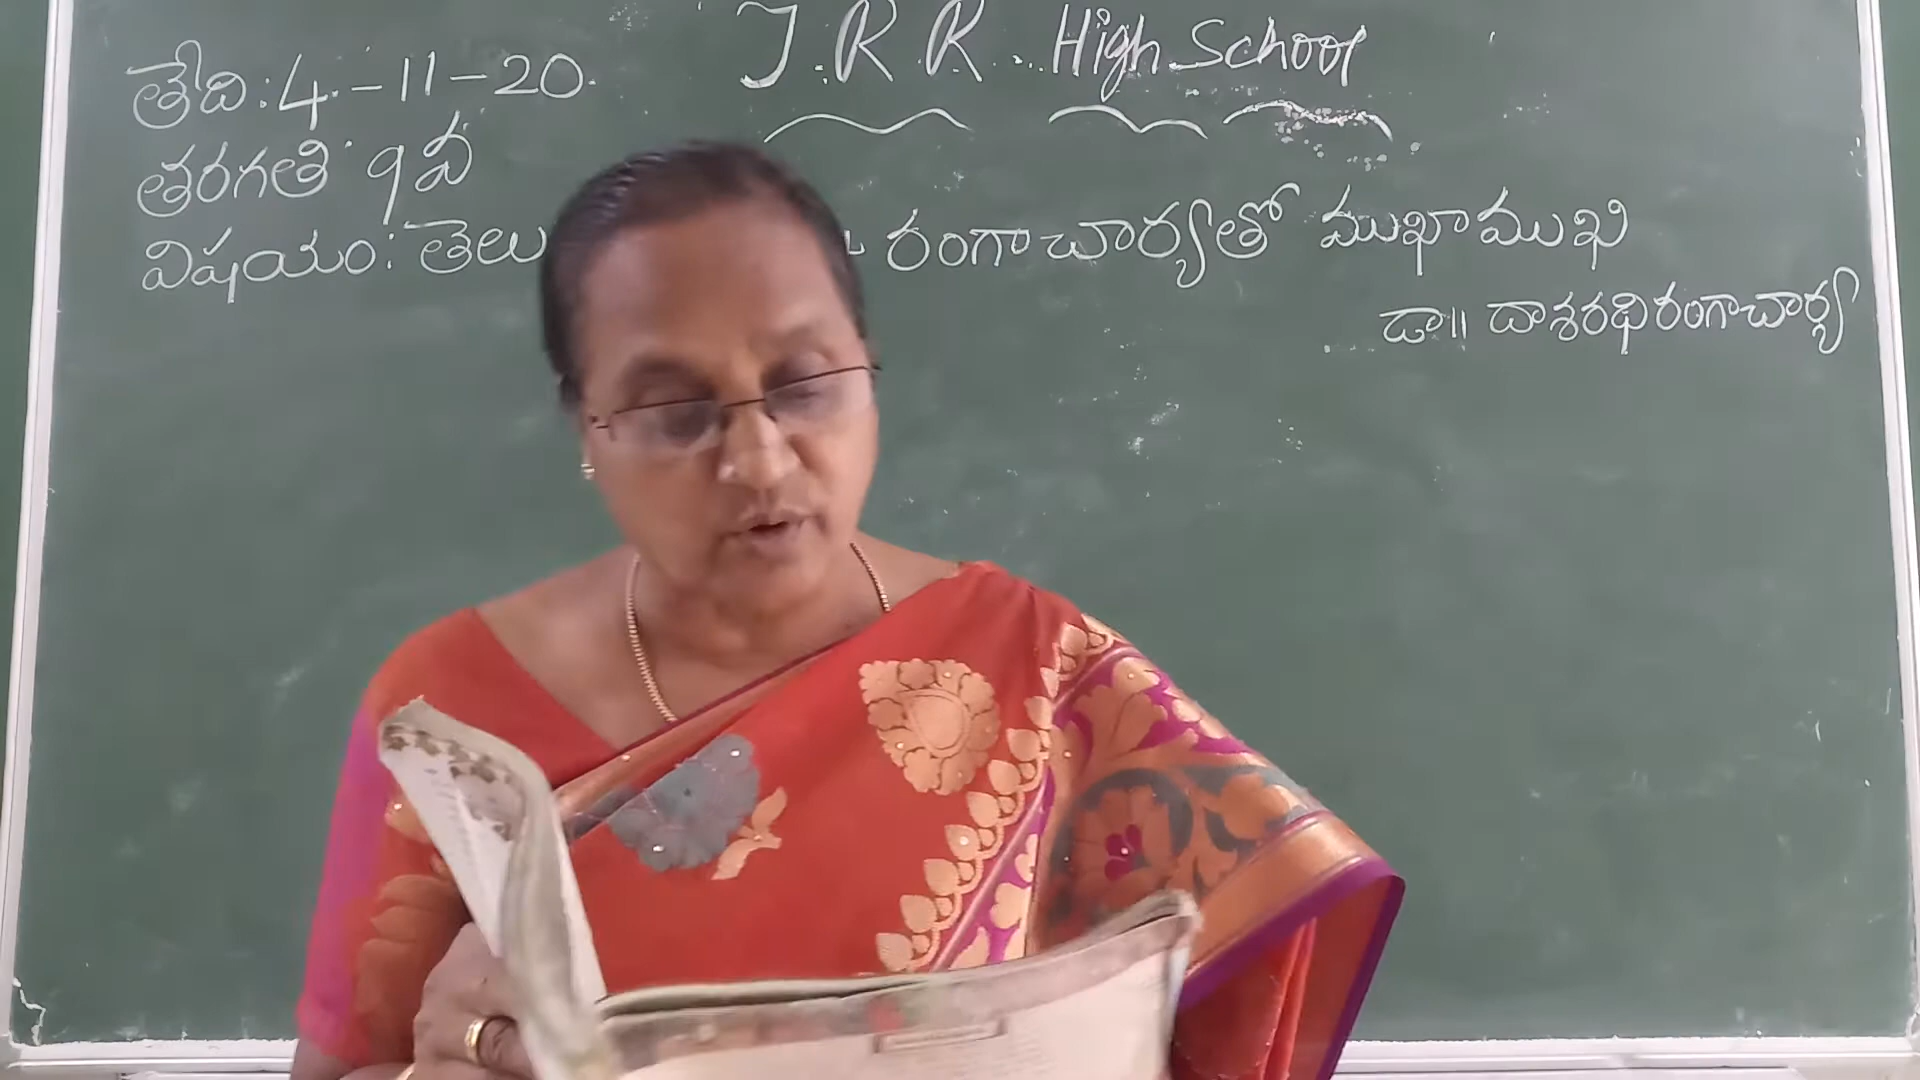 J.R.R. High School
తేది: 4-11-20.
తరగతి 9వ
విషయం: తెలు రంగాచార్యతో ముఖాముఖి
డా॥ దాశరథిరంగాచార్య